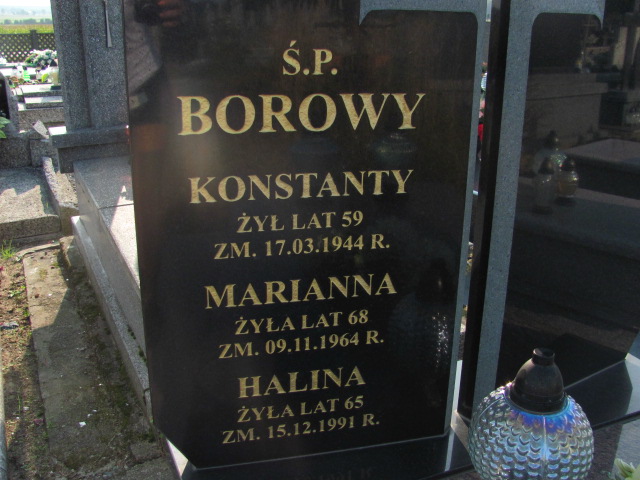 Ś.P.
BOROWY
KONSTANTY
ŻYŁ LAT 59
ZM. 17.03.1944 R.
MARIANNA
ŻYŁA LAT 68
ZM. 09.11.1964 R.
HALINA
ŻYŁA LAT 65
ZM. 15.12.1991 R.